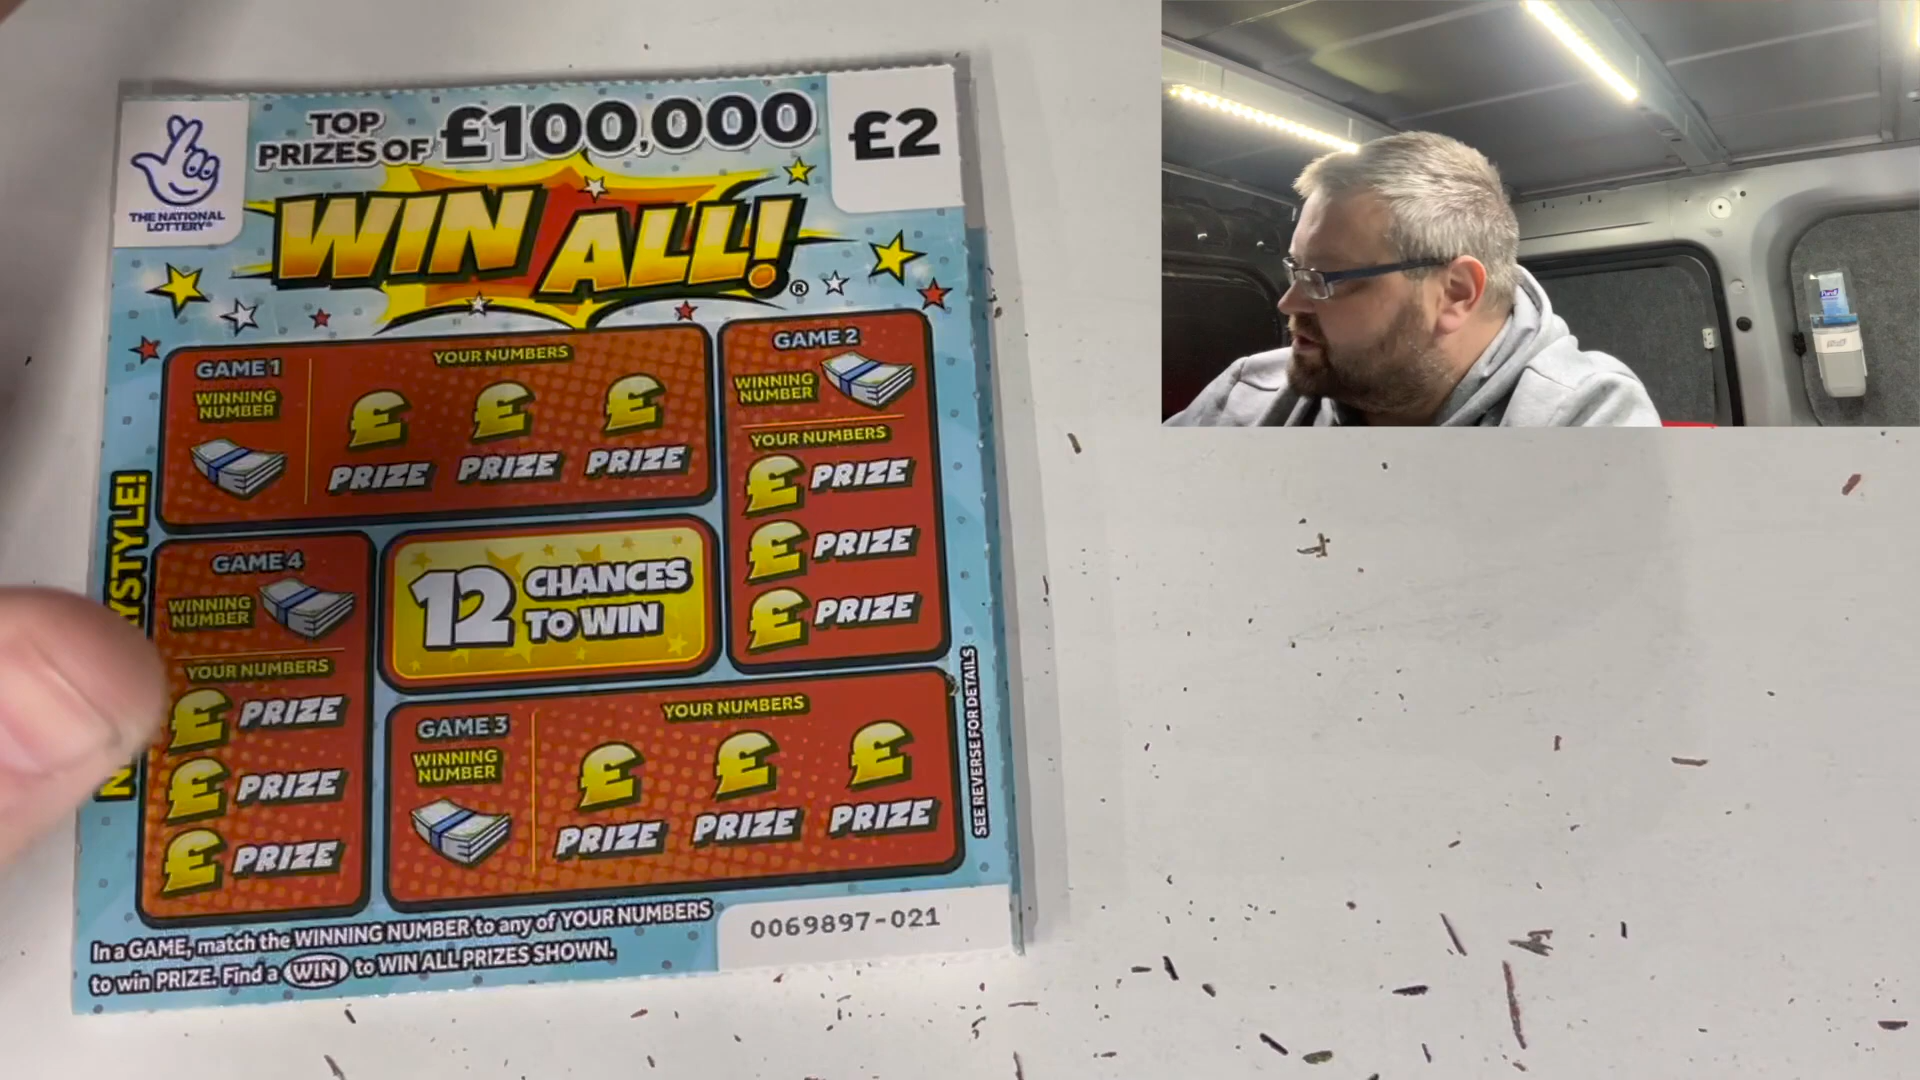 TOP
PRIZES OF £100,000
£2
THE NATIONAL
LOTTERY®
WIN ALL!®
GAME 1
WINNING
NUMBER
YOUR NUMBERS
£ £ £
PRIZE PRIZE PRIZE
GAME 2
WINNING
NUMBER
YOUR NUMBERS
£ PRIZE
£ PRIZE
£ PRIZE
12 CHANCES
TO WIN
GAME 4
WINNING
NUMBER
YOUR NUMBERS
£ PRIZE
£ PRIZE
£ PRIZE
GAME 3
WINNING
NUMBER
YOUR NUMBERS
£ £ £
PRIZE PRIZE PRIZE
SEE REVERSE FOR DETAILS
In a GAME, match the WINNING NUMBER to any of YOUR NUMBERS
to win PRIZE. Find a WIN to WIN ALL PRIZES SHOWN.
0069897-021